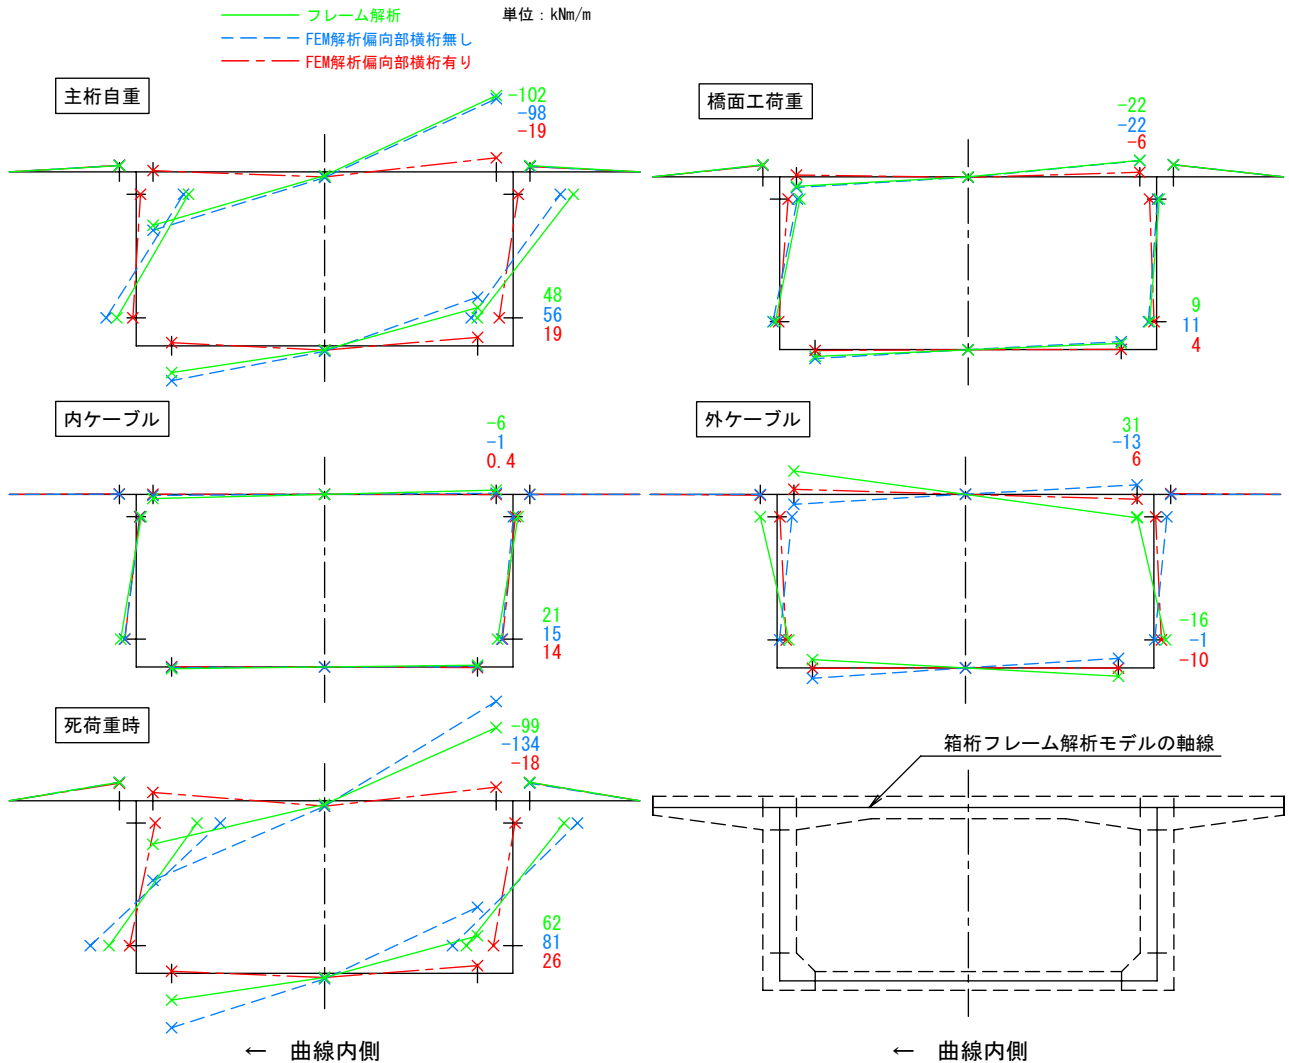 フレーム解析
単位：kNm/m
FEM解析偏向部横桁無し
FEM解析偏向部横桁有り
主桁自重
-102
-98
-19
48
56
19
橋面工荷重
-22
-22
-6
9
11
4
内ケーブル
-6
-1
0.4
21
15
14
外ケーブル
31
-13
6
-16
-1
-10
死荷重時
-99
-134
-18
62
81
26
箱桁フレーム解析モデルの軸線
← 曲線内側
← 曲線内側